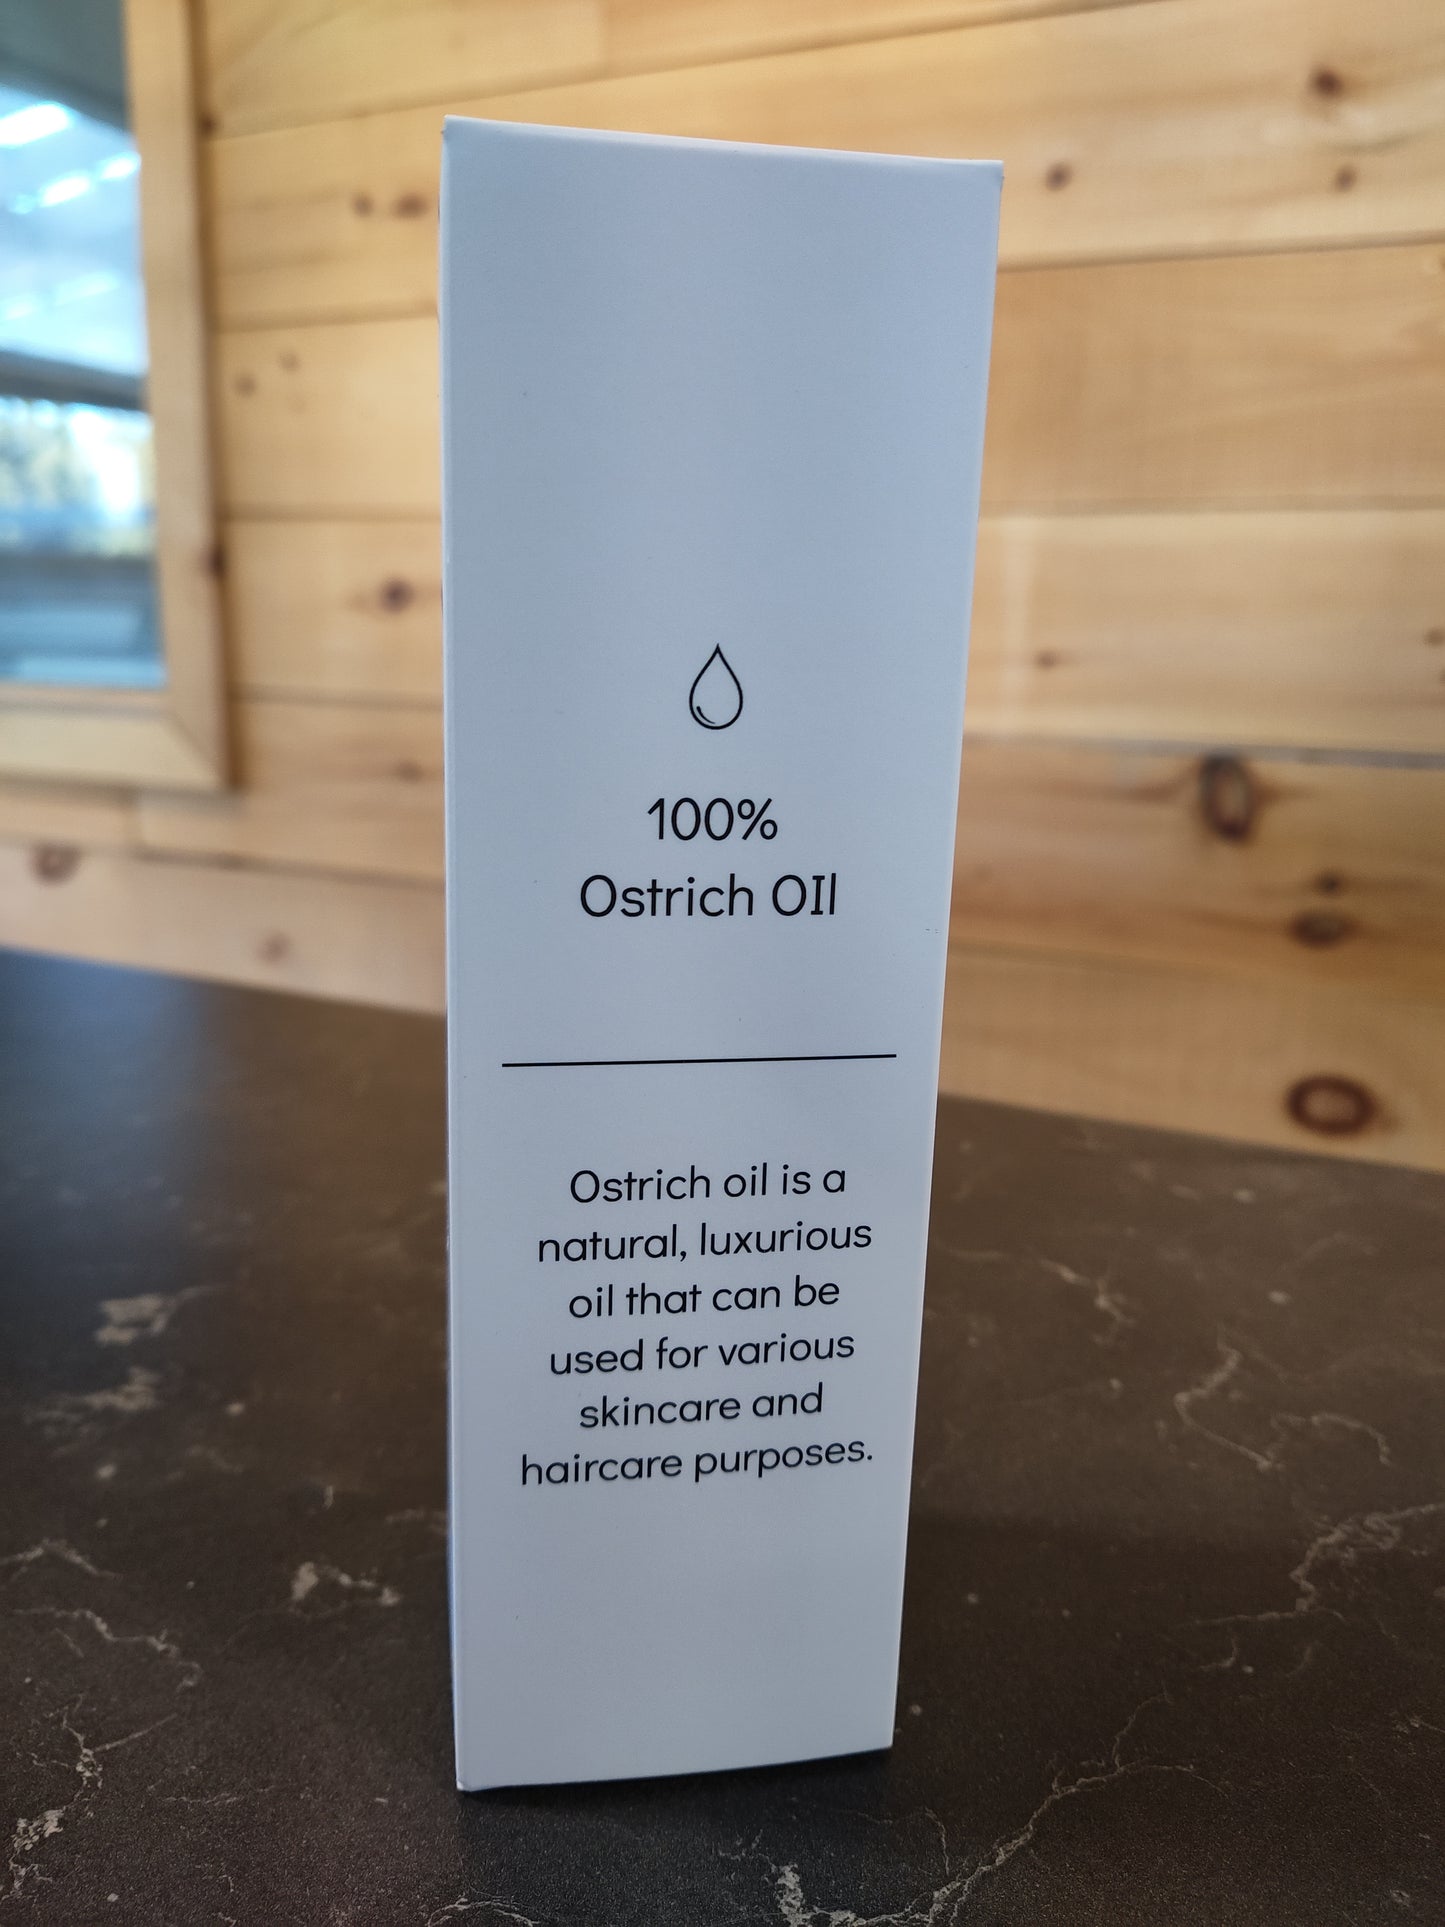 100%
Ostrich OIl
Ostrich oil is a
natural, luxurious
oil that can be
used for various
skincare and
haircare purposes.